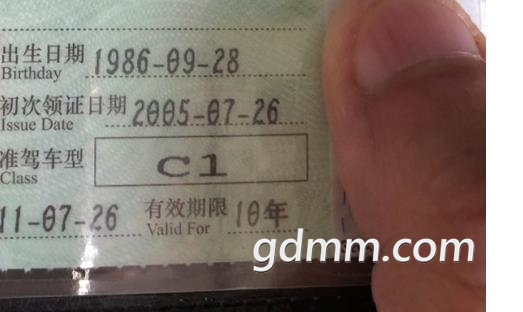 出生日期 1986-09-28
Birthday
初次领证日期 2005-07-26
Issue Date
准驾车型 C1
Class
11-07-26 有效期限 10年
Valid For
gdmm.com